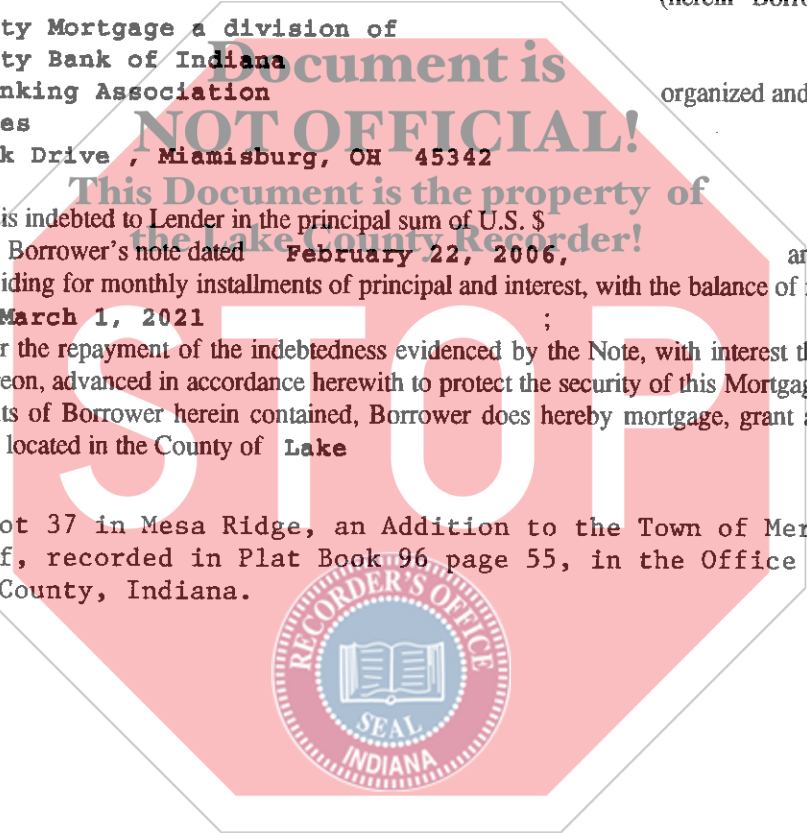 (herein "Borro
ty Mortgage a division of
ty Bank of Indiana
Document is
nking Association
organized and
es
NOT OFFICIAL!
k Drive , Miamisburg, OH 45342
This Document is the property of
is indebted to Lender in the principal sum of U.S. $
the Lake County Recorder!
Borrower's note dated February 22, 2006, an
iding for monthly installments of principal and interest, with the balance of
March 1, 2021 ;
r the repayment of the indebtedness evidenced by the Note, with interest th
eon, advanced in accordance herewith to protect the security of this Mortgag
ts of Borrower herein contained, Borrower does hereby mortgage, grant a
located in the County of Lake
STOP
ot 37 in Mesa Ridge, an Addition to the Town of Mer
f, recorded in Plat Book 96 page 55, in the Office
County, Indiana.
RECORDER'S OFFICE
SEAL
INDIANA